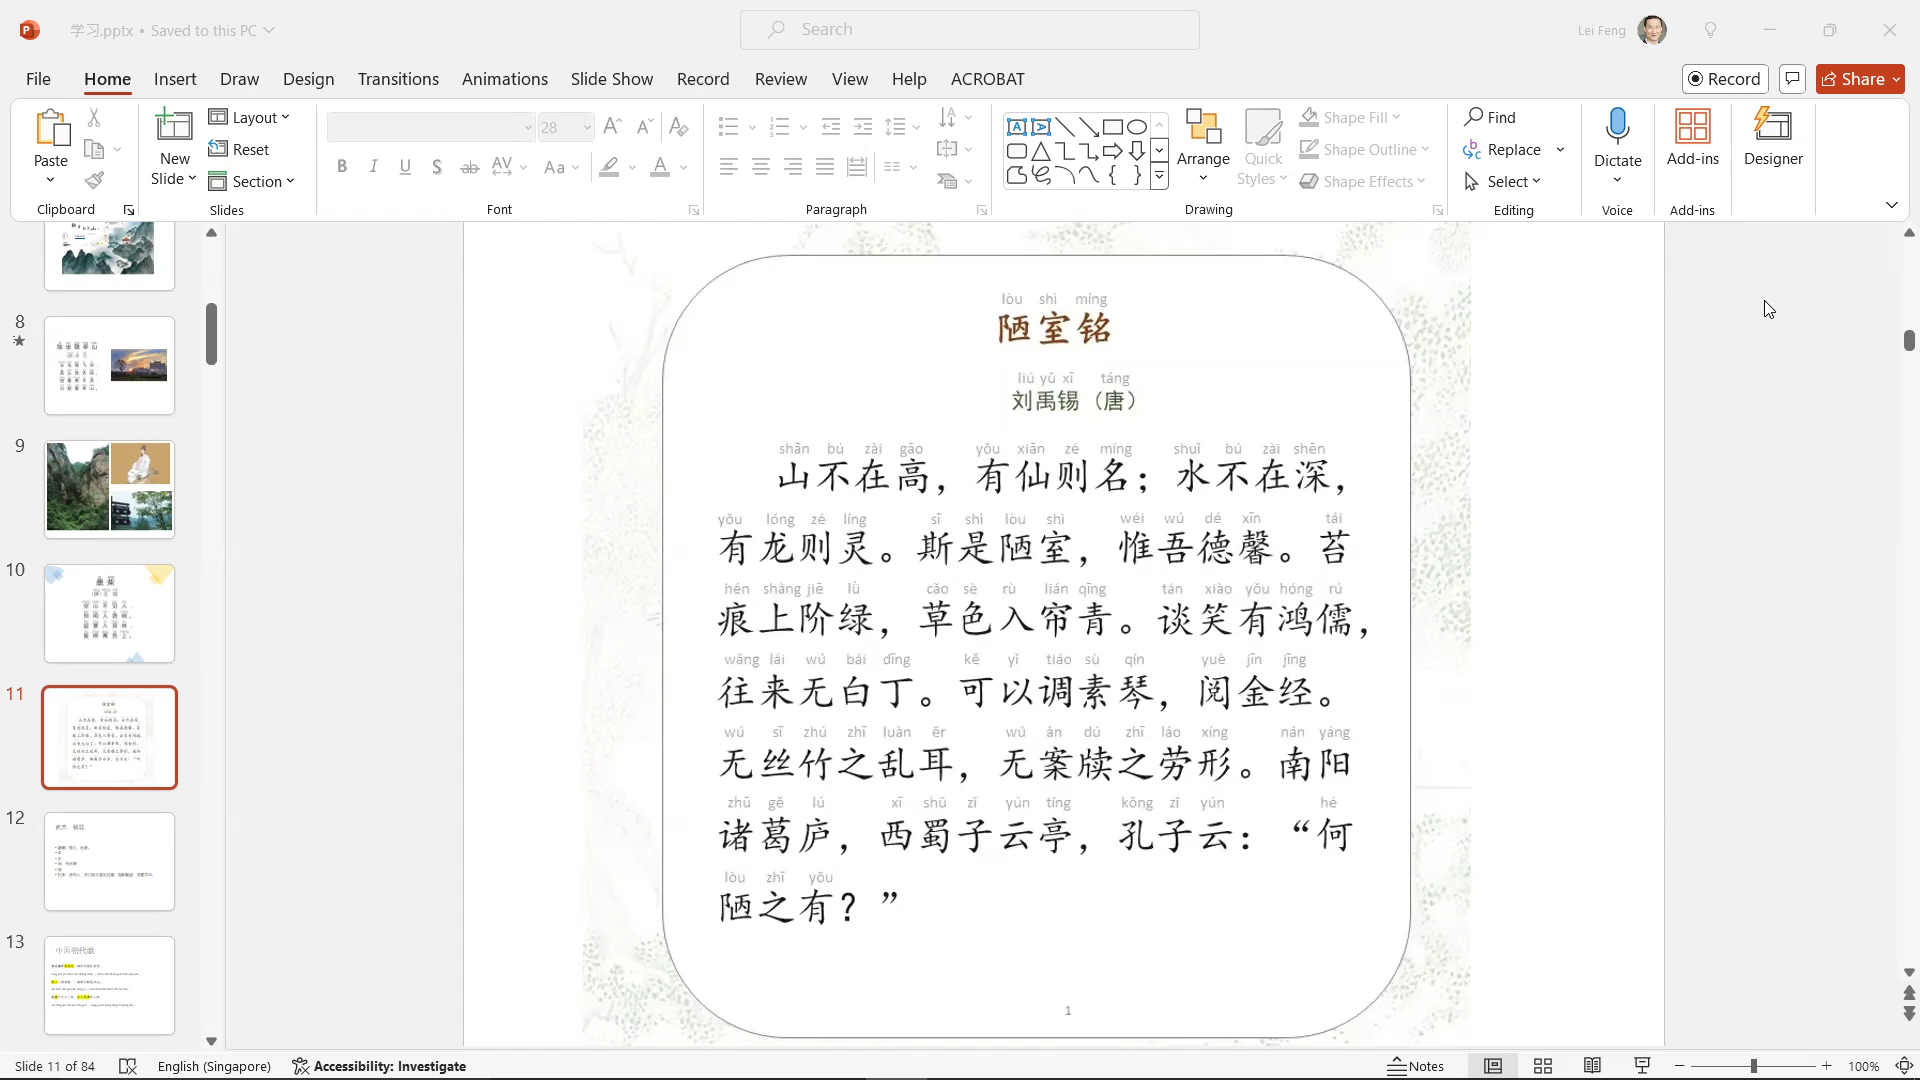 学习.pptx • Saved to this PC
Search
Lei Feng
File Home Insert Draw Design Transitions Animations Slide Show Record Review View Help ACROBAT
Record Share
Paste
New Slide
Layout
Reset
Section
28
Arrange
Quick Styles
Shape Fill
Shape Outline
Shape Effects
Find
Replace
Select
Dictate
Add-ins
Designer
Clipboard Slides Font Paragraph Drawing Editing Voice Add-ins
8
9
10
11
12
13
lòu shì míng
陋室铭
liú yǔ xī táng
刘禹锡（唐）
shān bú zài gāo yǒu xiān zé míng shuǐ bú zài shēn
山不在高，有仙则名；水不在深，
yǒu lóng zé líng sī shì lòu shì wéi wú dé xīn tái
有龙则灵。斯是陋室，惟吾德馨。苔
hén shàng jiē lǜ cǎo sè rù lián qīng tán xiào yǒu hóng rú
痕上阶绿，草色入帘青。谈笑有鸿儒，
wǎng lái wú bái dīng kě yǐ tiáo sù qín yuè jīn jīng
往来无白丁。可以调素琴，阅金经。
wú sī zhú zhī luàn ěr wú àn dú zhī láo xíng nán yáng
无丝竹之乱耳，无案牍之劳形。南阳
zhū gě lú xī shǔ zǐ yún tíng kǒng zǐ yún hé
诸葛庐，西蜀子云亭，孔子云：“何
lòu zhī yǒu
陋之有？”
1
Slide 11 of 84
English (Singapore)
Accessibility: Investigate
Notes
100%